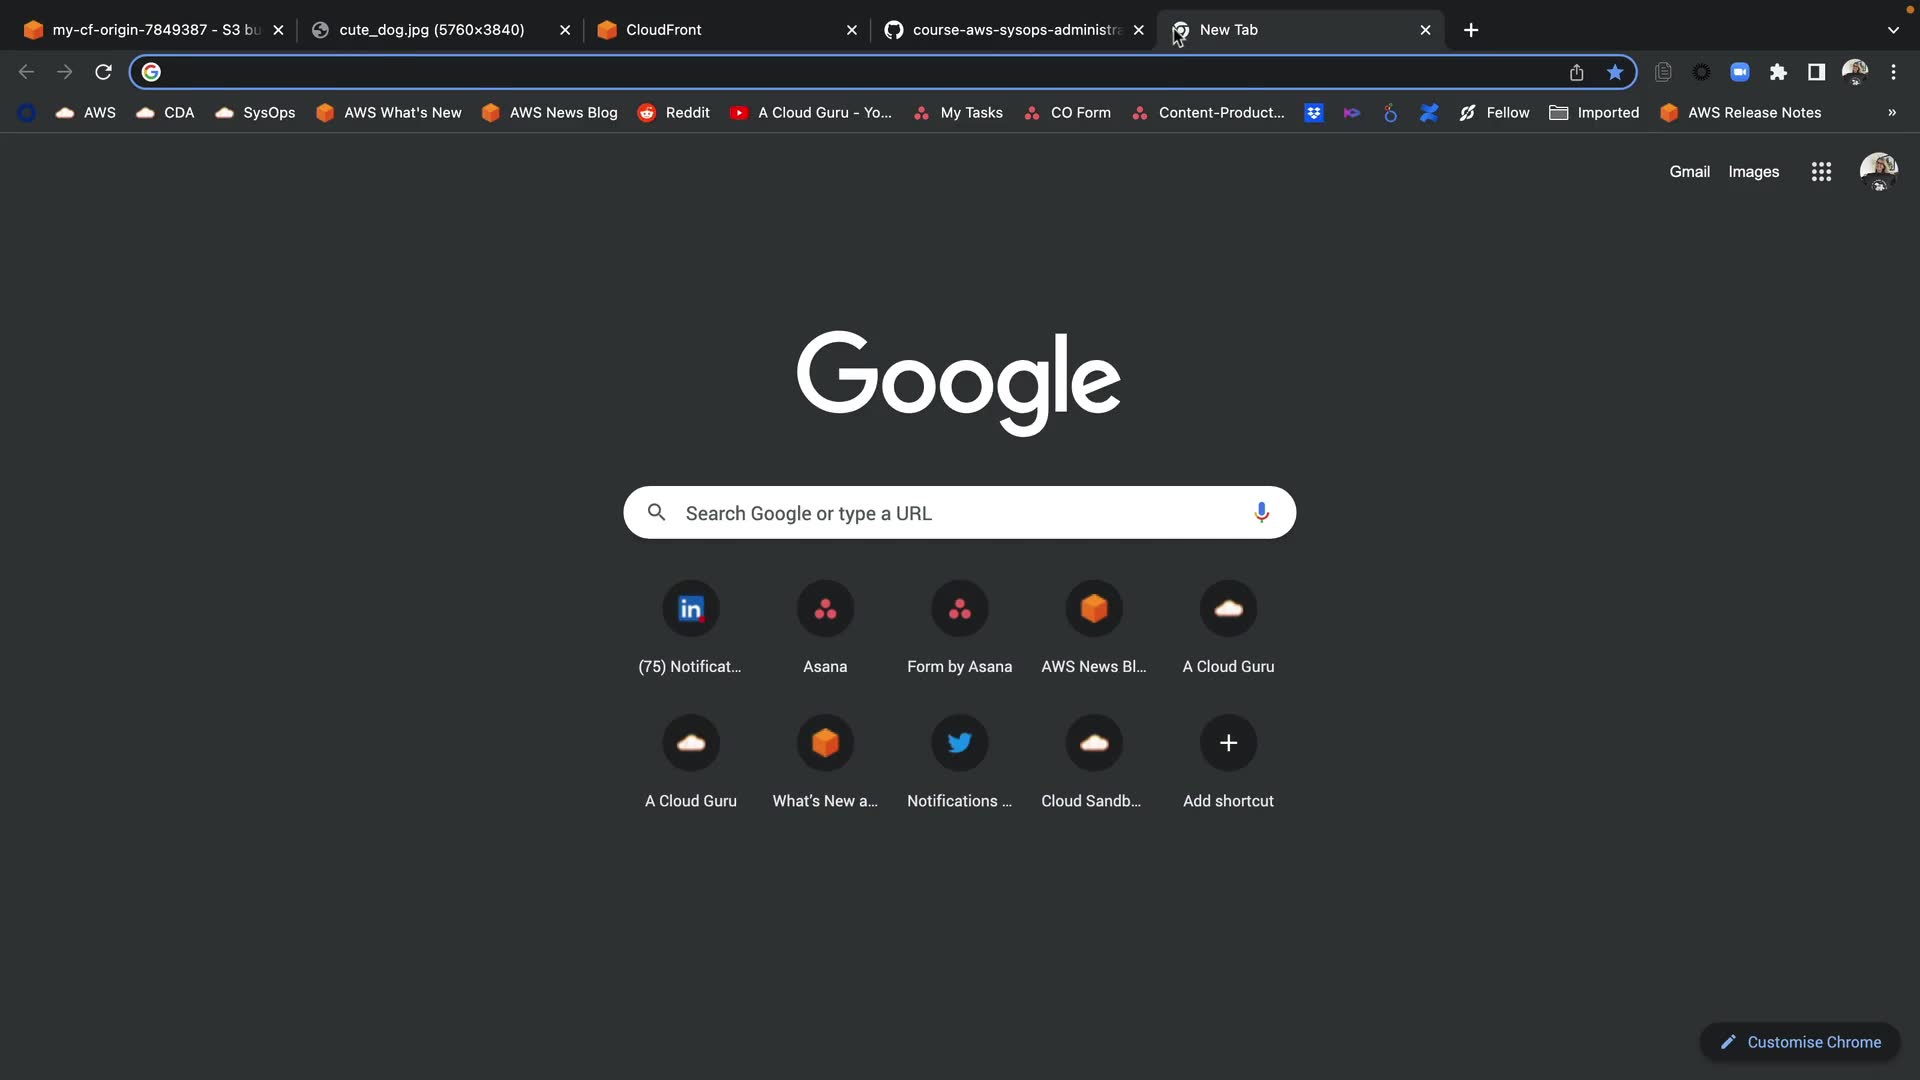 my-cf-origin-7849387 - S3 bu
cute_dog.jpg (5760×3840)
CloudFront
course-aws-sysops-administra
New Tab
AWS
CDA
SysOps
AWS What's New
AWS News Blog
Reddit
A Cloud Guru - Yo...
My Tasks
CO Form
Content-Product...
Fellow
Imported
AWS Release Notes
»
Gmail
Images
Google
Search Google or type a URL
in
(75) Notificat...
Asana
Form by Asana
AWS News Bl...
A Cloud Guru
A Cloud Guru
What's New a...
Notifications ...
Cloud Sandb...
Add shortcut
Customise Chrome